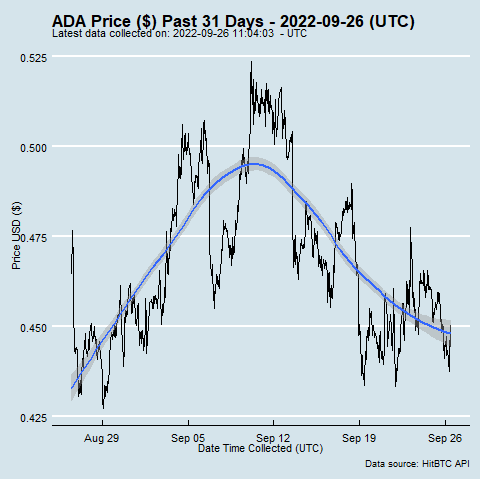 ADA Price ($) Past 31 Days - 2022-09-26 (UTC)
Latest data collected on: 2022-09-26 11:04:03  - UTC
0.525
0.500
0.475
0.450
0.425
Price USD ($)
Aug 29
Sep 05
Sep 12
Sep 19
Sep 26
Date Time Collected (UTC)
Data source: HitBTC API